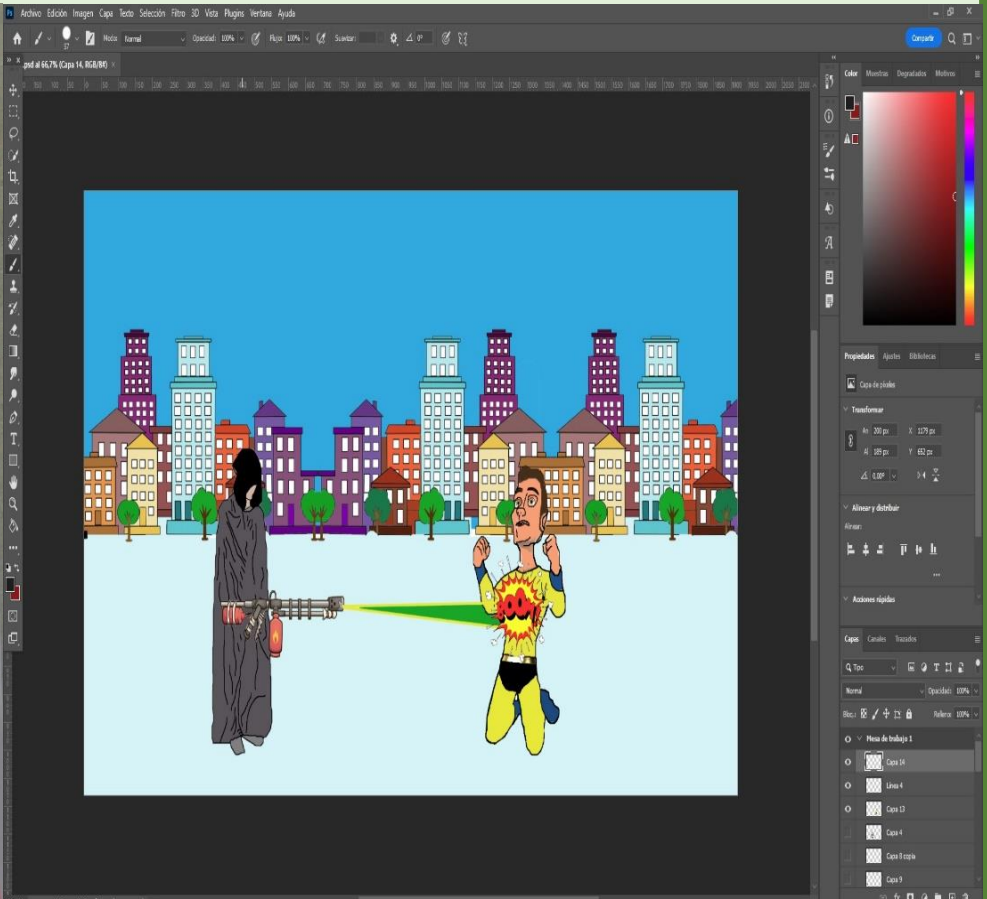 Ps Archivo Edición Imagen Capa Texto Selección Filtro 3D Vista Plugins Ventana Ayuda
37 Modo: Normal Opacidad: 100% Flujo: 100% Suavizar: 0° Compartir
.psd al 66,7% (Capa 14, RGB/8#)
Color Muestras Degradados Motivos
BOOM!
Propiedades Ajustes Bibliotecas
Capa de píxeles
Transformar
An 200 px X 1179 px
Al 189 px Y 692 px
0,00°
Alinear y distribuir
Alinear:
Acciones rápidas
Capas Canales Trazados
Tipo
Normal Opacidad: 100%
Bloq.: Relleno: 100%
Mesa de trabajo 1
Capa 14
Línea 4
Capa 13
Capa 4
Capa 8 copia
Capa 9